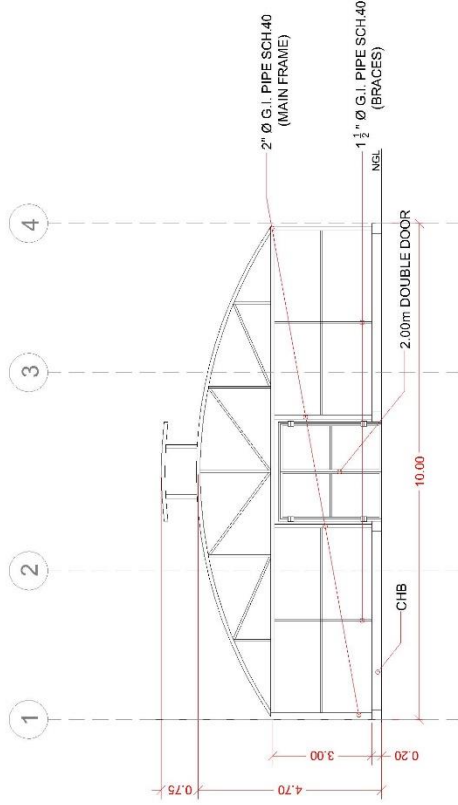 1
2
3
4
0.75
4.70
3.00
0.20
10.00
2" Ø G.I. PIPE SCH.40
(MAIN FRAME)
1 1/2" Ø G.I. PIPE SCH.40
(BRACES)
NGL
2.00m DOUBLE DOOR
CHB